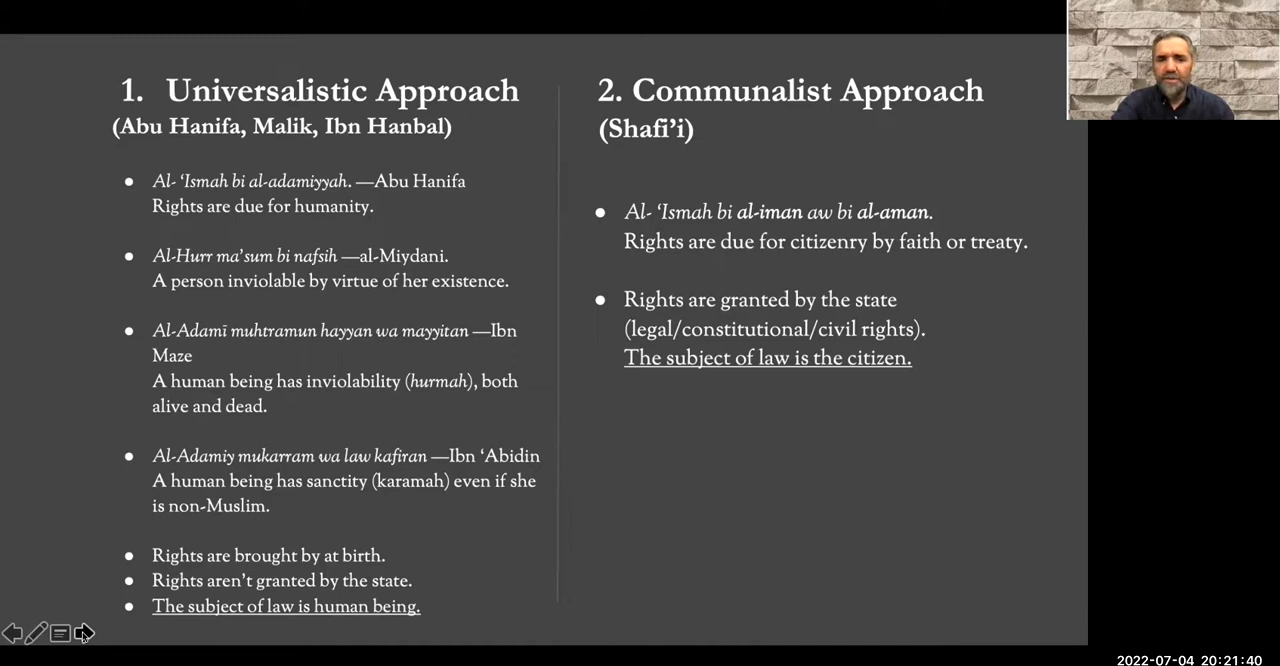 1. Universalistic Approach
(Abu Hanifa, Malik, Ibn Hanbal)
• Al- ‘Ismah bi al-adamiyyah. —Abu Hanifa
Rights are due for humanity.
• Al-Hurr ma’sum bi nafsih —al-Miydani.
A person inviolable by virtue of her existence.
• Al-Adamī muhtramun hayyan wa mayyitan —Ibn
Maze
A human being has inviolability (hurmah), both
alive and dead.
• Al-Adamiy mukarram wa law kafiran —Ibn ‘Abidin
A human being has sanctity (karamah) even if she
is non-Muslim.
• Rights are brought by at birth.
• Rights aren’t granted by the state.
• The subject of law is human being.
2. Communalist Approach
(Shafi’i)
• Al- ‘Ismah bi al-iman aw bi al-aman.
Rights are due for citizenry by faith or treaty.
• Rights are granted by the state
(legal/constitutional/civil rights).
The subject of law is the citizen.
2022-07-04 20:21:40